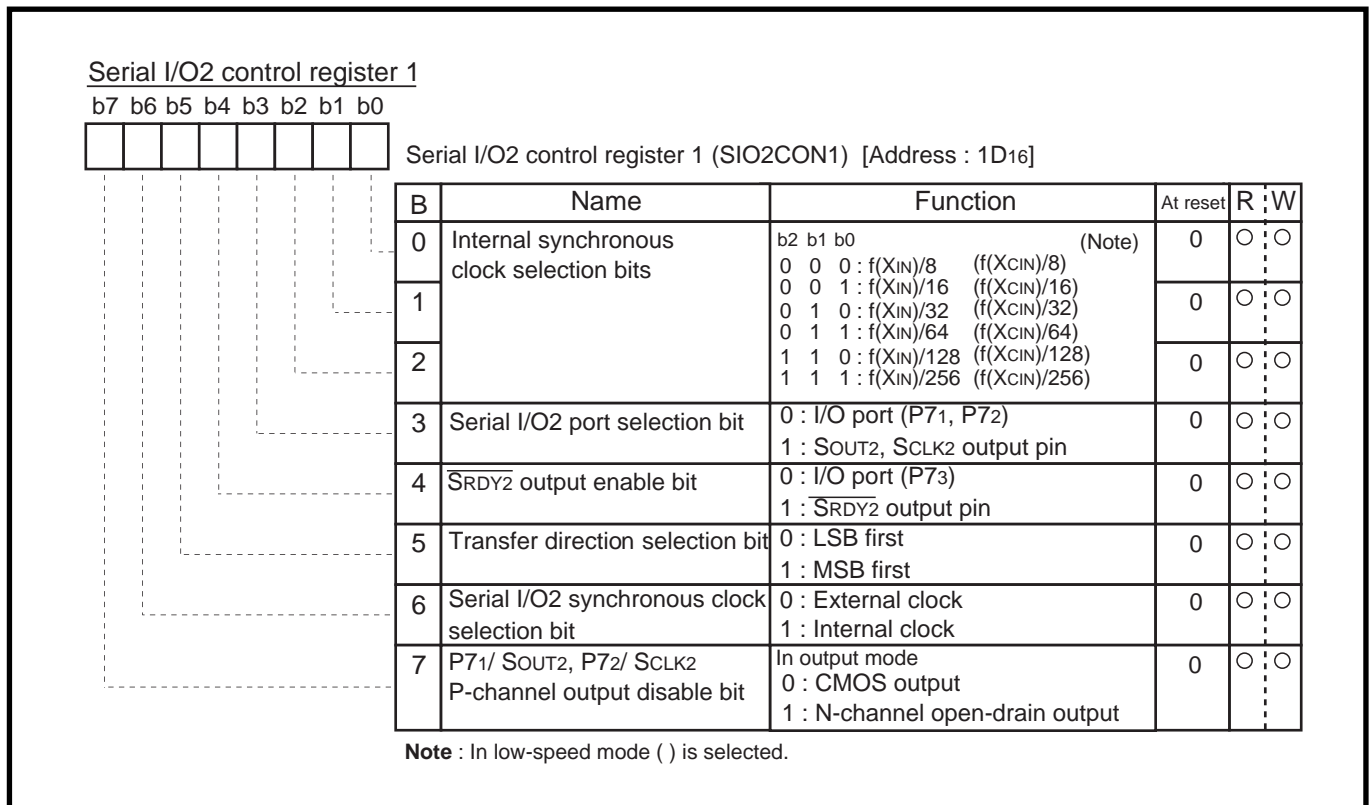 Serial I/O2 control register 1
b7 b6 b5 b4 b3 b2 b1 b0
Serial I/O2 control register 1 (SIO2CON1) [Address : 1D16]
B Name Function At reset R W
0 Internal synchronous clock selection bits b2 b1 b0 (Note) 0 ○ ○
0 0 0 : f(XIN)/8 (f(XCIN)/8)
0 0 1 : f(XIN)/16 (f(XCIN)/16)
1 0 1 0 : f(XIN)/32 (f(XCIN)/32) 0 ○ ○
0 1 1 : f(XIN)/64 (f(XCIN)/64)
2 1 1 0 : f(XIN)/128 (f(XCIN)/128) 0 ○ ○
1 1 1 : f(XIN)/256 (f(XCIN)/256)
3 Serial I/O2 port selection bit 0 : I/O port (P71, P72) 0 ○ ○
1 : SOUT2, SCLK2 output pin
4 S̅R̅D̅Y̅2̅ output enable bit 0 : I/O port (P73) 0 ○ ○
1 : S̅R̅D̅Y̅2̅ output pin
5 Transfer direction selection bit 0 : LSB first 0 ○ ○
1 : MSB first
6 Serial I/O2 synchronous clock selection bit 0 : External clock 0 ○ ○
1 : Internal clock
7 P71/ SOUT2, P72/ SCLK2 P-channel output disable bit In output mode 0 ○ ○
0 : CMOS output
1 : N-channel open-drain output
Note : In low-speed mode ( ) is selected.